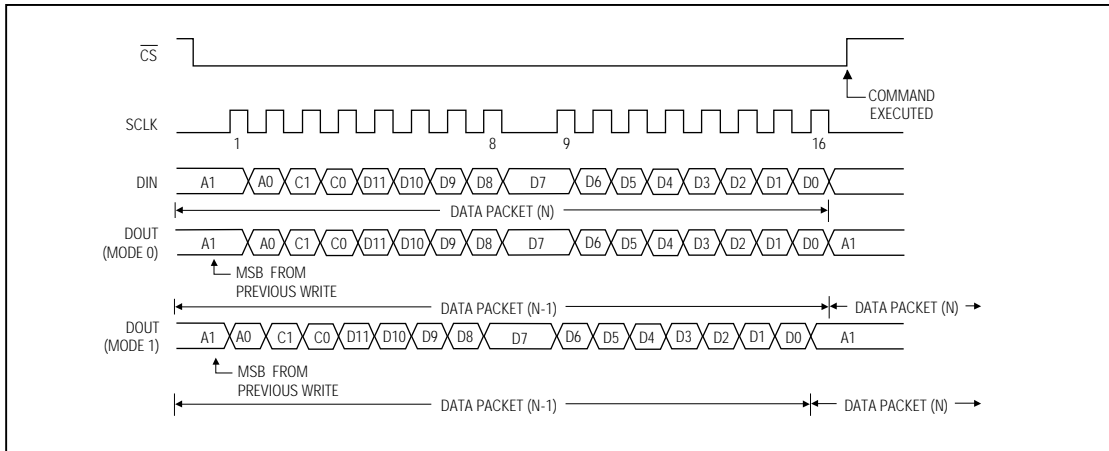 CS
COMMAND
EXECUTED
SCLK
1 8 9 16
DIN A1 A0 C1 C0 D11 D10 D9 D8 D7 D6 D5 D4 D3 D2 D1 D0
DATA PACKET (N)
DOUT
(MODE 0) A1 A0 C1 C0 D11 D10 D9 D8 D7 D6 D5 D4 D3 D2 D1 D0 A1
MSB FROM
PREVIOUS WRITE
DATA PACKET (N-1) DATA PACKET (N)
DOUT
(MODE 1) A1 A0 C1 C0 D11 D10 D9 D8 D7 D6 D5 D4 D3 D2 D1 D0 A1
MSB FROM
PREVIOUS WRITE
DATA PACKET (N-1) DATA PACKET (N)